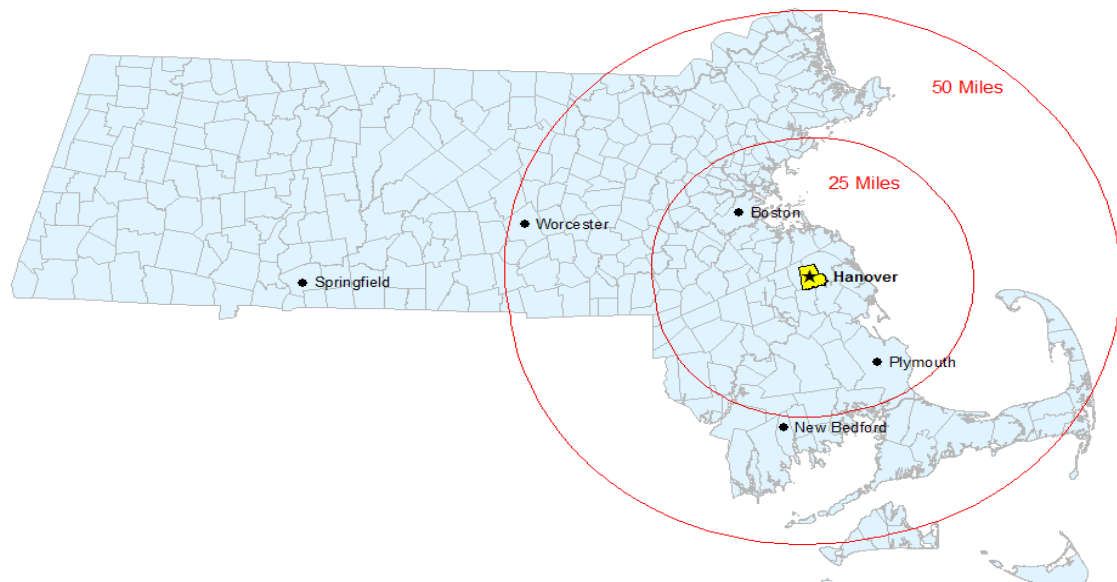 50 Miles
25 Miles
Boston
Worcester
Hanover
Springfield
Plymouth
New Bedford